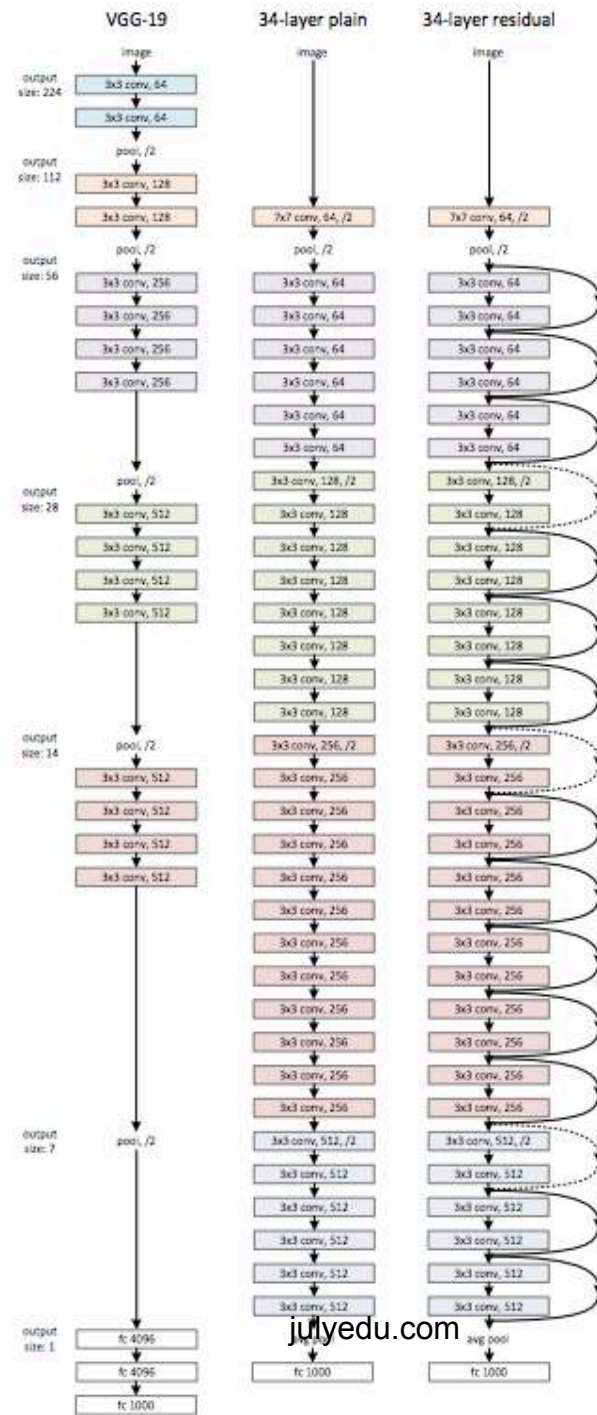 VGG-19
image
output
size: 224
3x3 conv, 64
3x3 conv, 64
pool, /2
output
size: 112
3x3 conv, 128
3x3 conv, 128
pool, /2
output
size: 56
3x3 conv, 256
3x3 conv, 256
3x3 conv, 256
3x3 conv, 256
pool, /2
output
size: 28
3x3 conv, 512
3x3 conv, 512
3x3 conv, 512
3x3 conv, 512
pool, /2
output
size: 14
3x3 conv, 512
3x3 conv, 512
3x3 conv, 512
3x3 conv, 512
output
size: 7
pool, /2
output
size: 1
fc 4096
fc 4096
fc 1000
34-layer plain
image
7x7 conv, 64, /2
pool, /2
3x3 conv, 64
3x3 conv, 64
3x3 conv, 64
3x3 conv, 64
3x3 conv, 64
3x3 conv, 64
3x3 conv, 128, /2
3x3 conv, 128
3x3 conv, 128
3x3 conv, 128
3x3 conv, 128
3x3 conv, 128
3x3 conv, 128
3x3 conv, 128
3x3 conv, 256, /2
3x3 conv, 256
3x3 conv, 256
3x3 conv, 256
3x3 conv, 256
3x3 conv, 256
3x3 conv, 256
3x3 conv, 256
3x3 conv, 256
3x3 conv, 256
3x3 conv, 256
3x3 conv, 256
3x3 conv, 512, /2
3x3 conv, 512
3x3 conv, 512
3x3 conv, 512
3x3 conv, 512
3x3 conv, 512
avg pool
fc 1000
34-layer residual
image
7x7 conv, 64, /2
pool, /2
3x3 conv, 64
3x3 conv, 64
3x3 conv, 64
3x3 conv, 64
3x3 conv, 64
3x3 conv, 64
3x3 conv, 128, /2
3x3 conv, 128
3x3 conv, 128
3x3 conv, 128
3x3 conv, 128
3x3 conv, 128
3x3 conv, 128
3x3 conv, 128
3x3 conv, 256, /2
3x3 conv, 256
3x3 conv, 256
3x3 conv, 256
3x3 conv, 256
3x3 conv, 256
3x3 conv, 256
3x3 conv, 256
3x3 conv, 256
3x3 conv, 256
3x3 conv, 256
3x3 conv, 256
3x3 conv, 512, /2
3x3 conv, 512
3x3 conv, 512
3x3 conv, 512
3x3 conv, 512
3x3 conv, 512
avg pool
fc 1000
julyedu.com